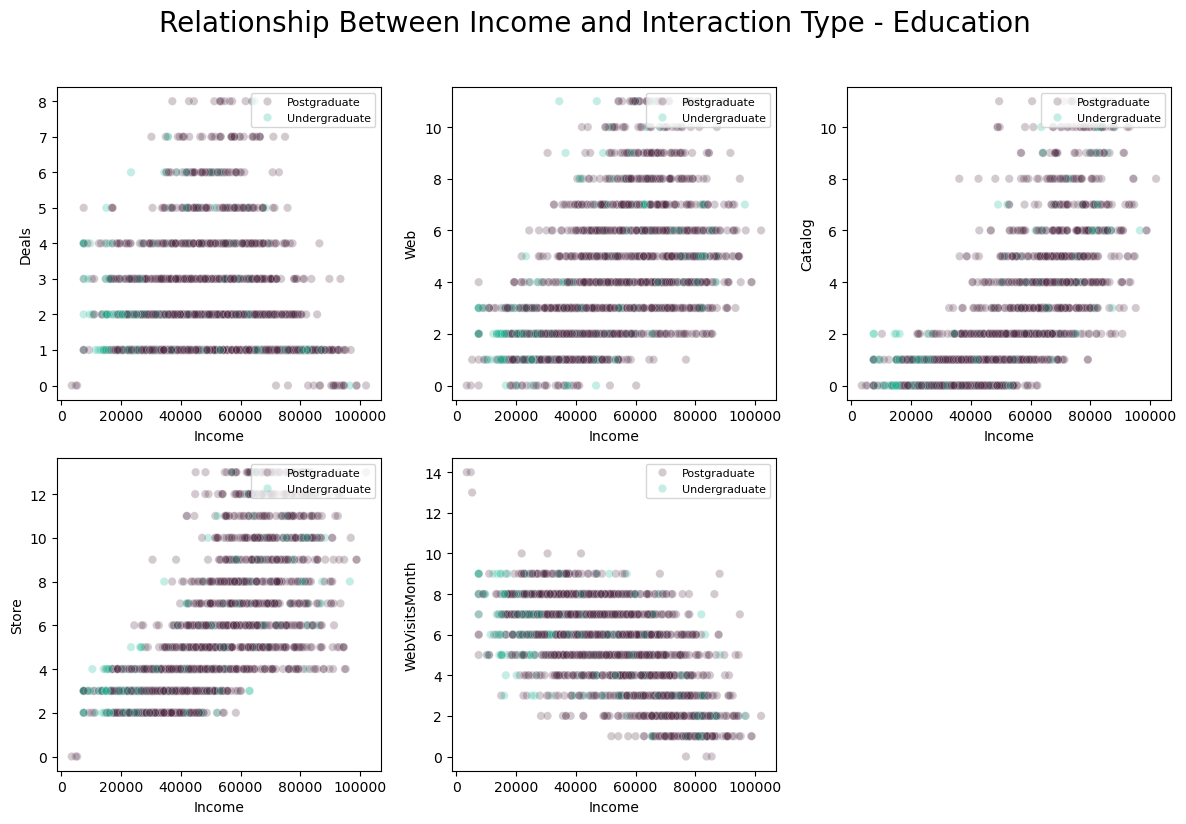 Relationship Between Income and Interaction Type - Education
8
7
6
5
4
3
2
1
0
Deals
Postgraduate
Undergraduate
0 20000 40000 60000 80000 100000
Income
10
8
6
4
2
0
Web
Postgraduate
Undergraduate
0 20000 40000 60000 80000 100000
Income
10
8
6
4
2
0
Catalog
Postgraduate
Undergraduate
0 20000 40000 60000 80000 100000
Income
12
10
8
6
4
2
0
Store
Postgraduate
Undergraduate
0 20000 40000 60000 80000 100000
Income
14
12
10
8
6
4
2
0
WebVisitsMonth
Postgraduate
Undergraduate
0 20000 40000 60000 80000 100000
Income